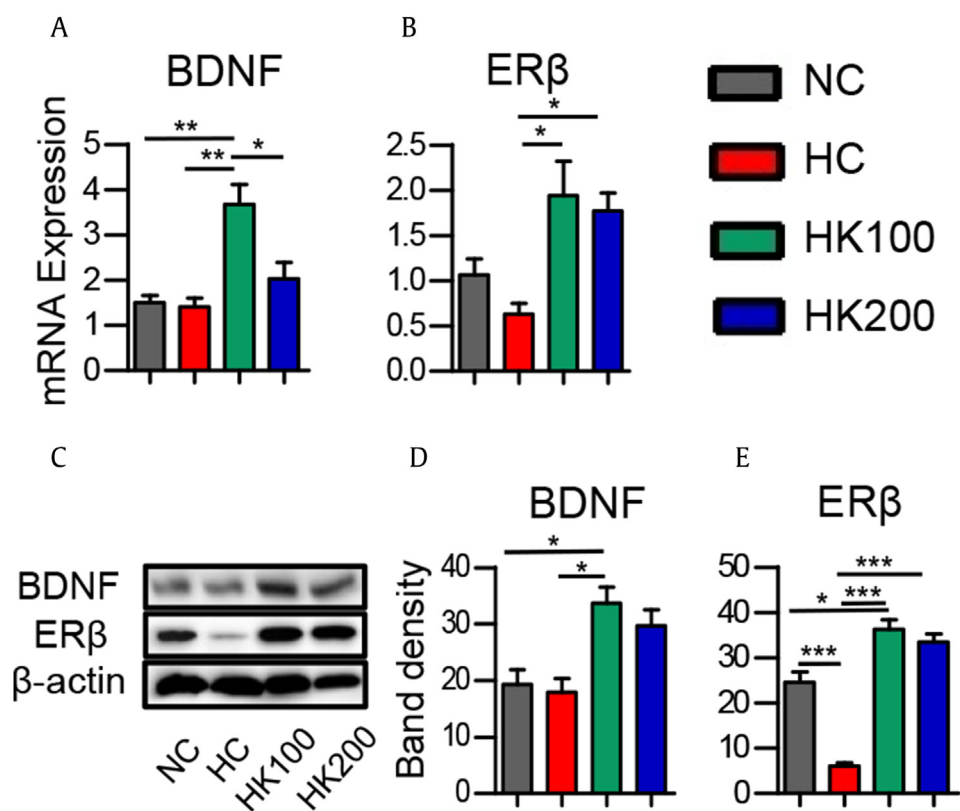 A
BDNF
mRNA Expression
5
4
3
2
1
0
**
**
*
B
ERβ
2.5
2.0
1.5
1.0
0.5
0.0
*
*
NC
HC
HK100
HK200
C
BDNF
ERβ
β-actin
NC
HC
HK100
HK200
D
BDNF
Band density
40
30
20
10
0
*
*
E
ERβ
50
40
30
20
10
0
***
***
*
***